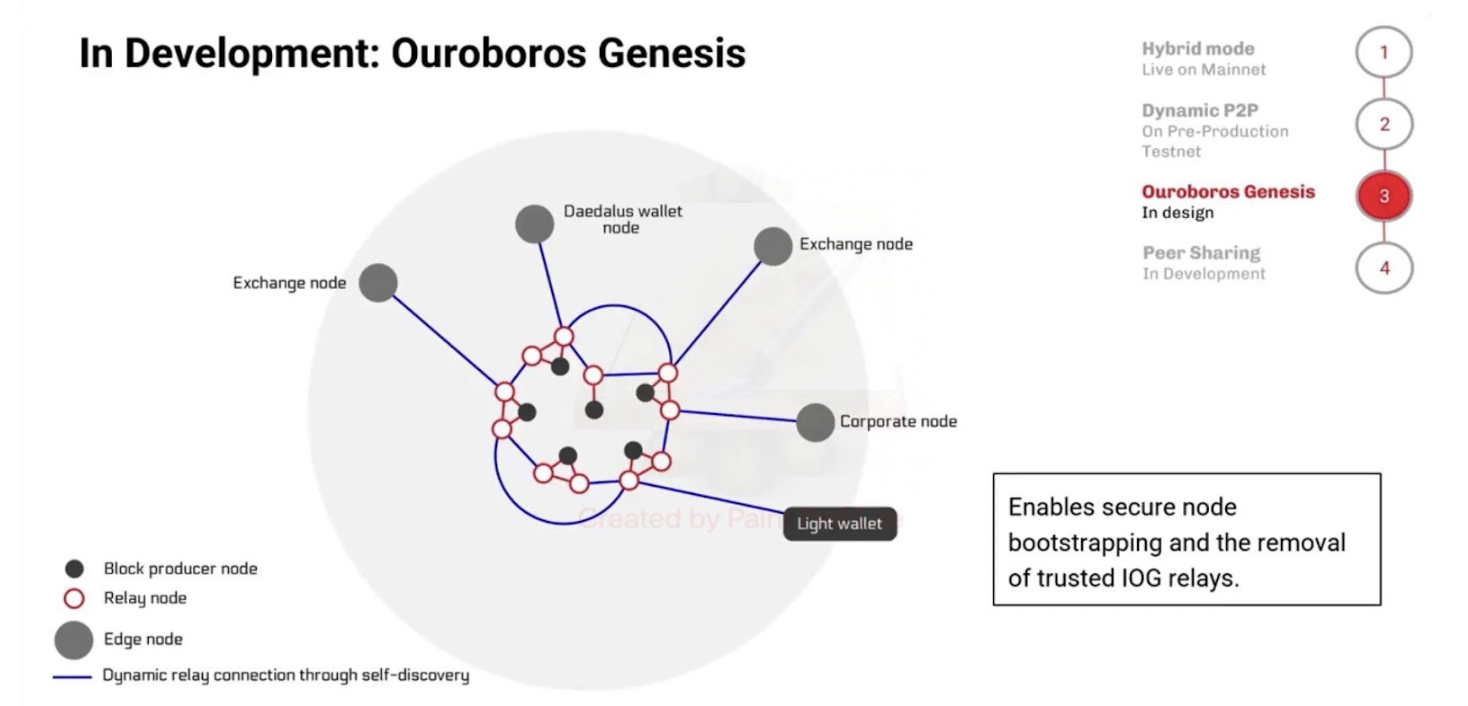 In Development: Ouroboros Genesis
Hybrid mode
Live on Mainnet
1
Dynamic P2P
On Pre-Production
Testnet
2
Ouroboros Genesis
In design
3
Peer Sharing
In Development
4
Daedalus wallet
node
Exchange node
Exchange node
Corporate node
Light wallet
Created by Pain
Enables secure node
bootstrapping and the removal
of trusted IOG relays.
Block producer node
Relay node
Edge node
Dynamic relay connection through self-discovery